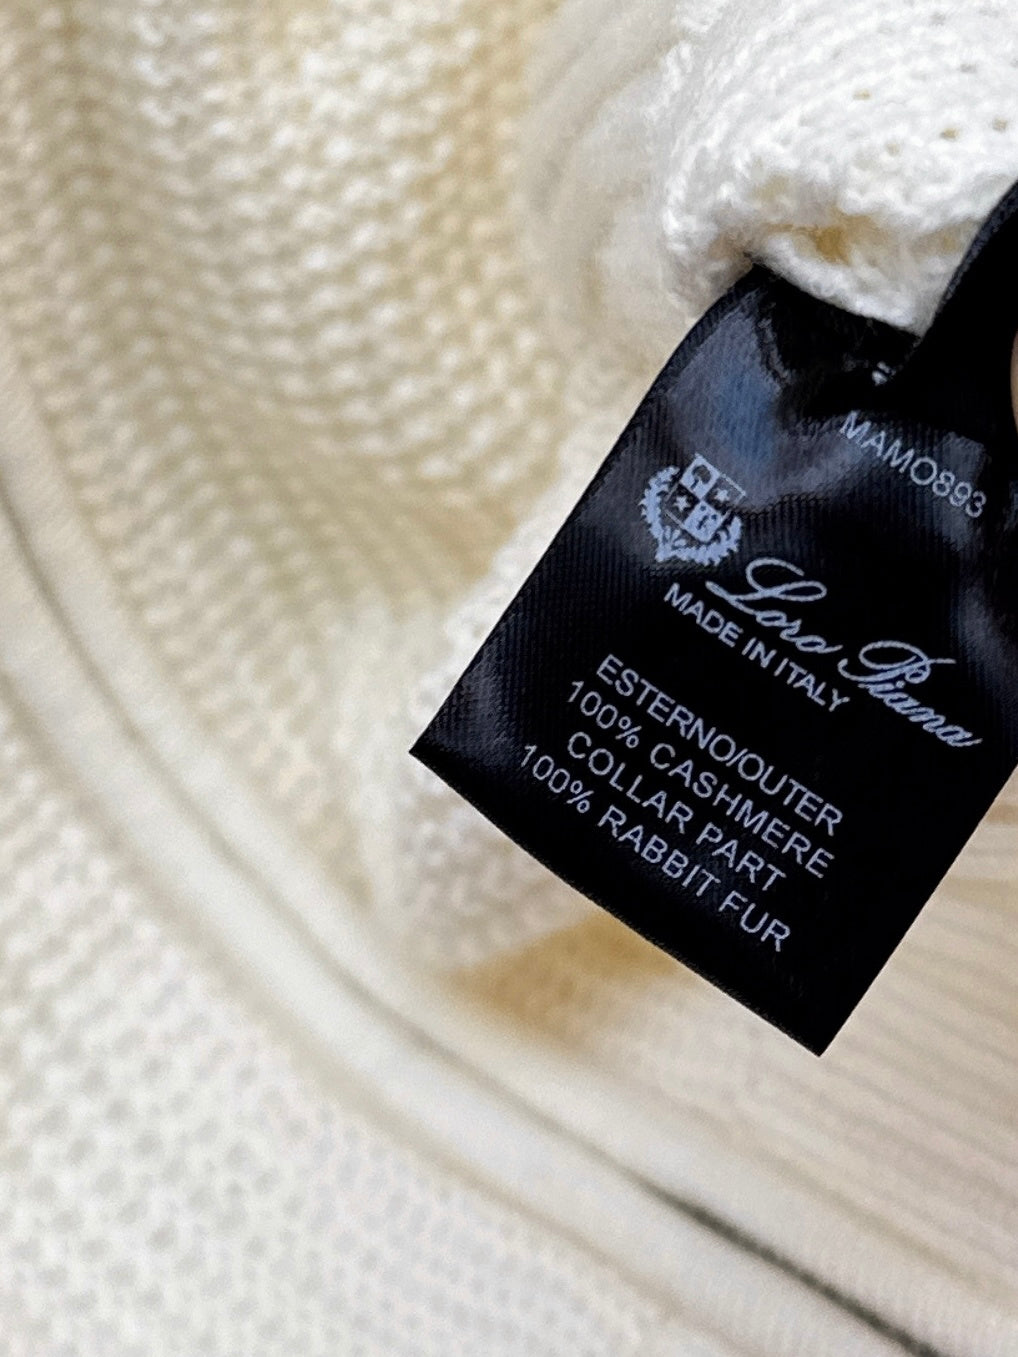 MAMO893
Loro Piana
MADE IN ITALY
ESTERNO/OUTER
100% CASHMERE
COLLAR PART
100% RABBIT FUR